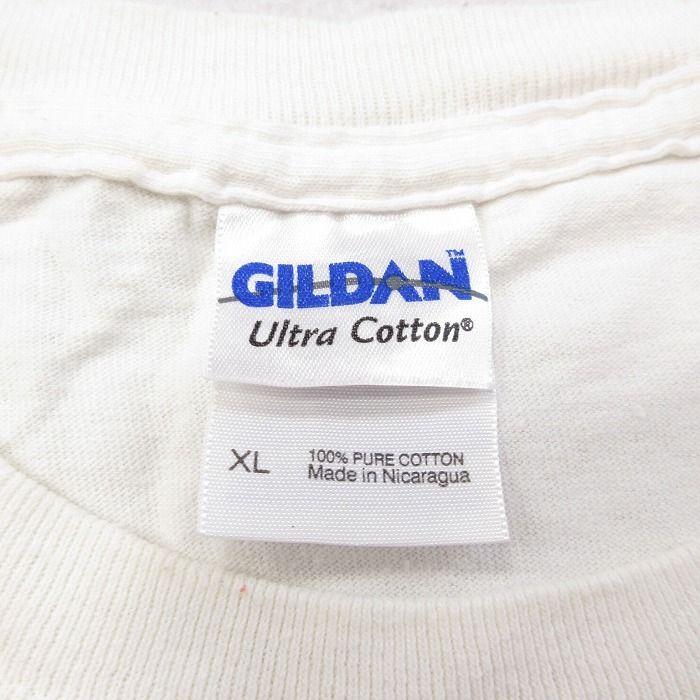 GILDAN™
Ultra Cotton®
XL
100% PURE COTTON
Made in Nicaragua